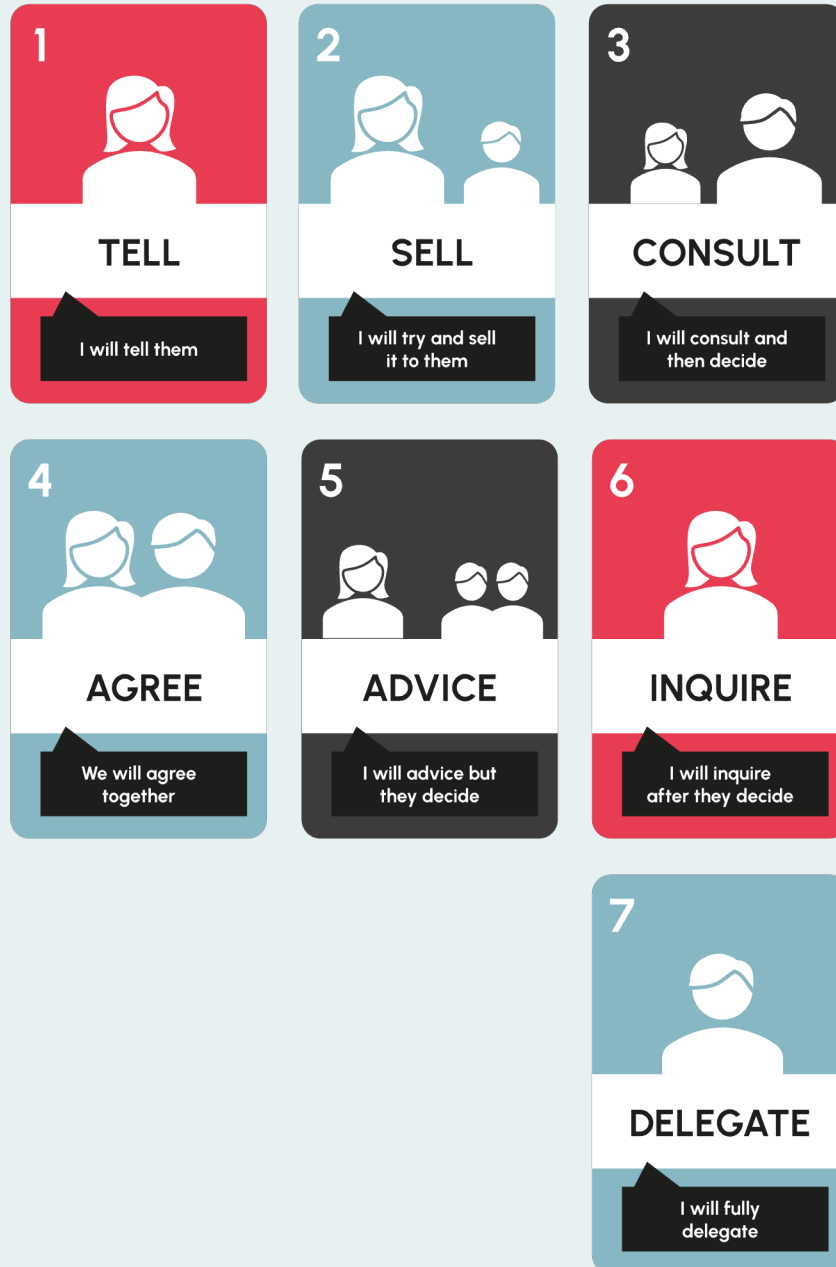 1
TELL
I will tell them
2
SELL
I will try and sell
it to them
3
CONSULT
I will consult and
then decide
4
AGREE
We will agree
together
5
ADVICE
I will advice but
they decide
6
INQUIRE
I will inquire
after they decide
7
DELEGATE
I will fully
delegate